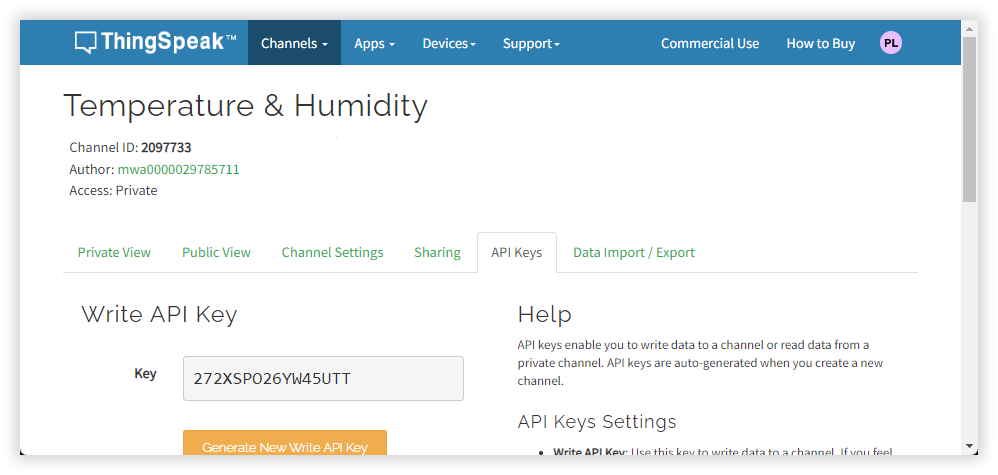 ThingSpeak™ Channels Apps Devices Support Commercial Use How to Buy PL
Temperature & Humidity
Channel ID: 2097733
Author: mwa0000029785711
Access: Private
Private View Public View Channel Settings Sharing API Keys Data Import / Export
Write API Key
Key
272XSPO26YW45UTT
Generate New Write API Key
Help
API keys enable you to write data to a channel or read data from a
private channel. API keys are auto-generated when you create a new
channel.
API Keys Settings
• Write API Key: Use this key to write data to a channel. If you feel